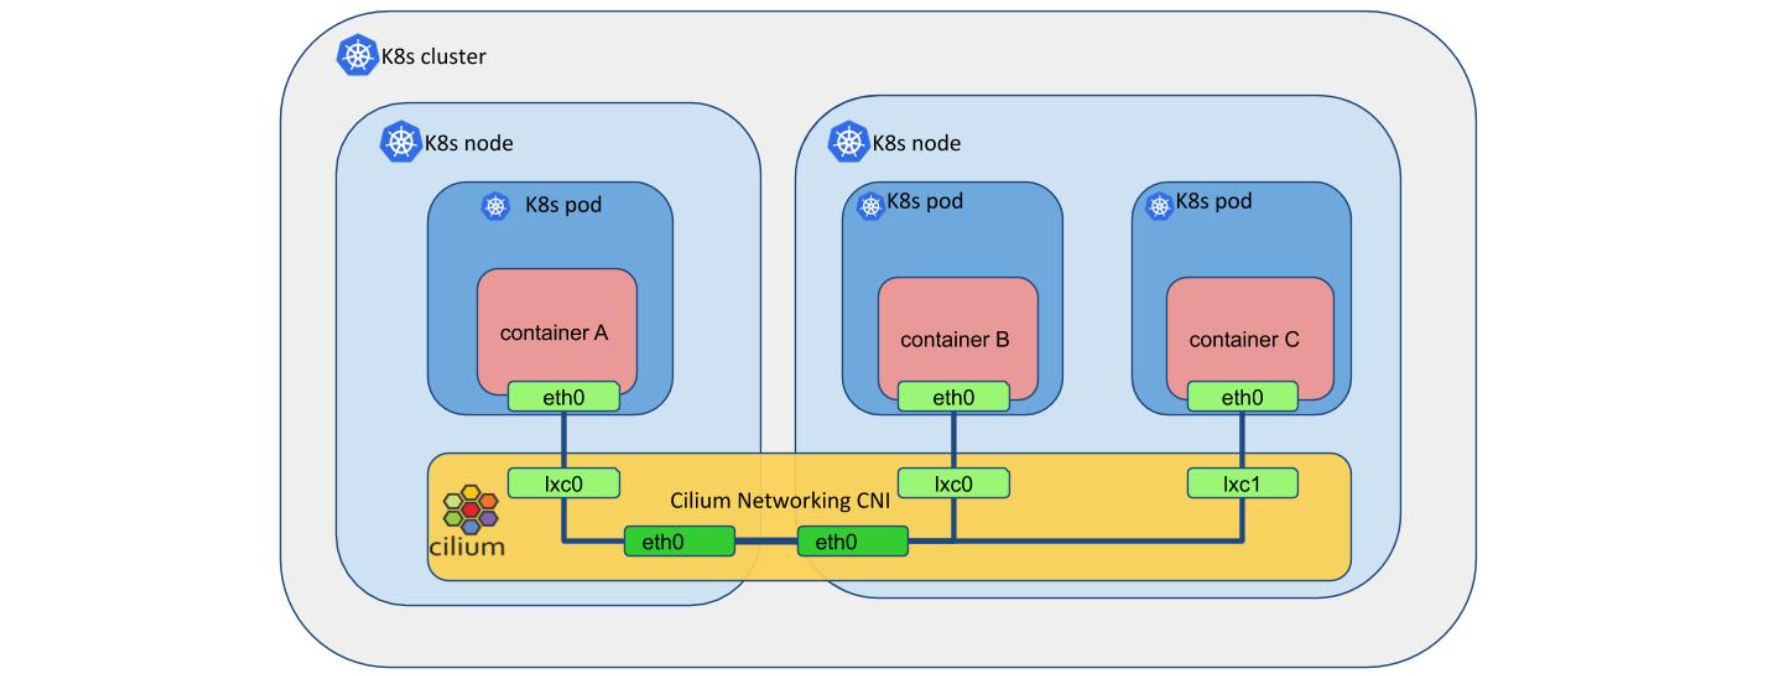 K8s cluster
K8s node
K8s node
K8s pod
K8s pod
K8s pod
container A
container B
container C
eth0
eth0
eth0
lxc0
lxc0
lxc1
Cilium Networking CNI
cilium
eth0
eth0